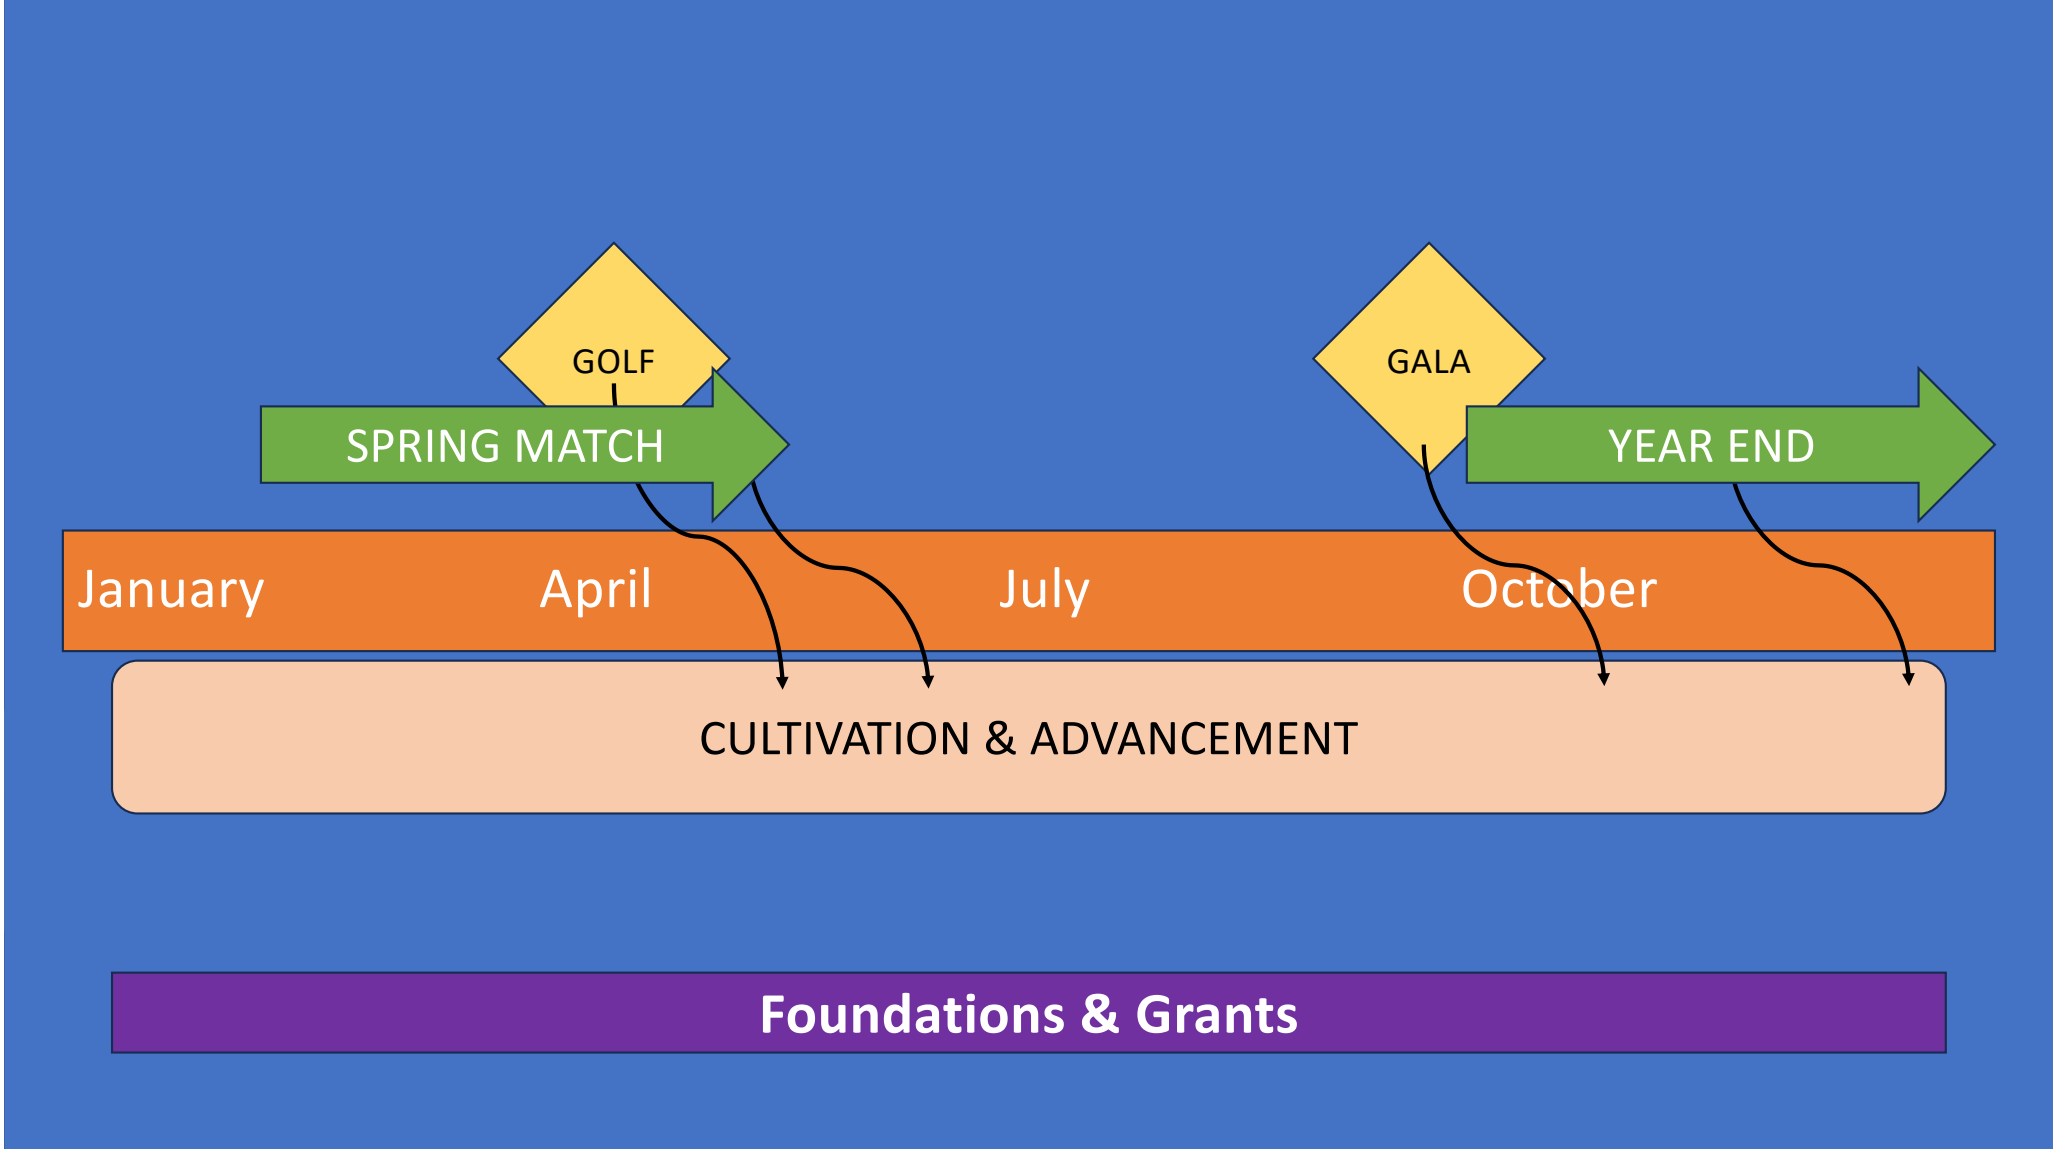 GOLF
GALA
SPRING MATCH
YEAR END
January
April
July
October
CULTIVATION & ADVANCEMENT
Foundations & Grants